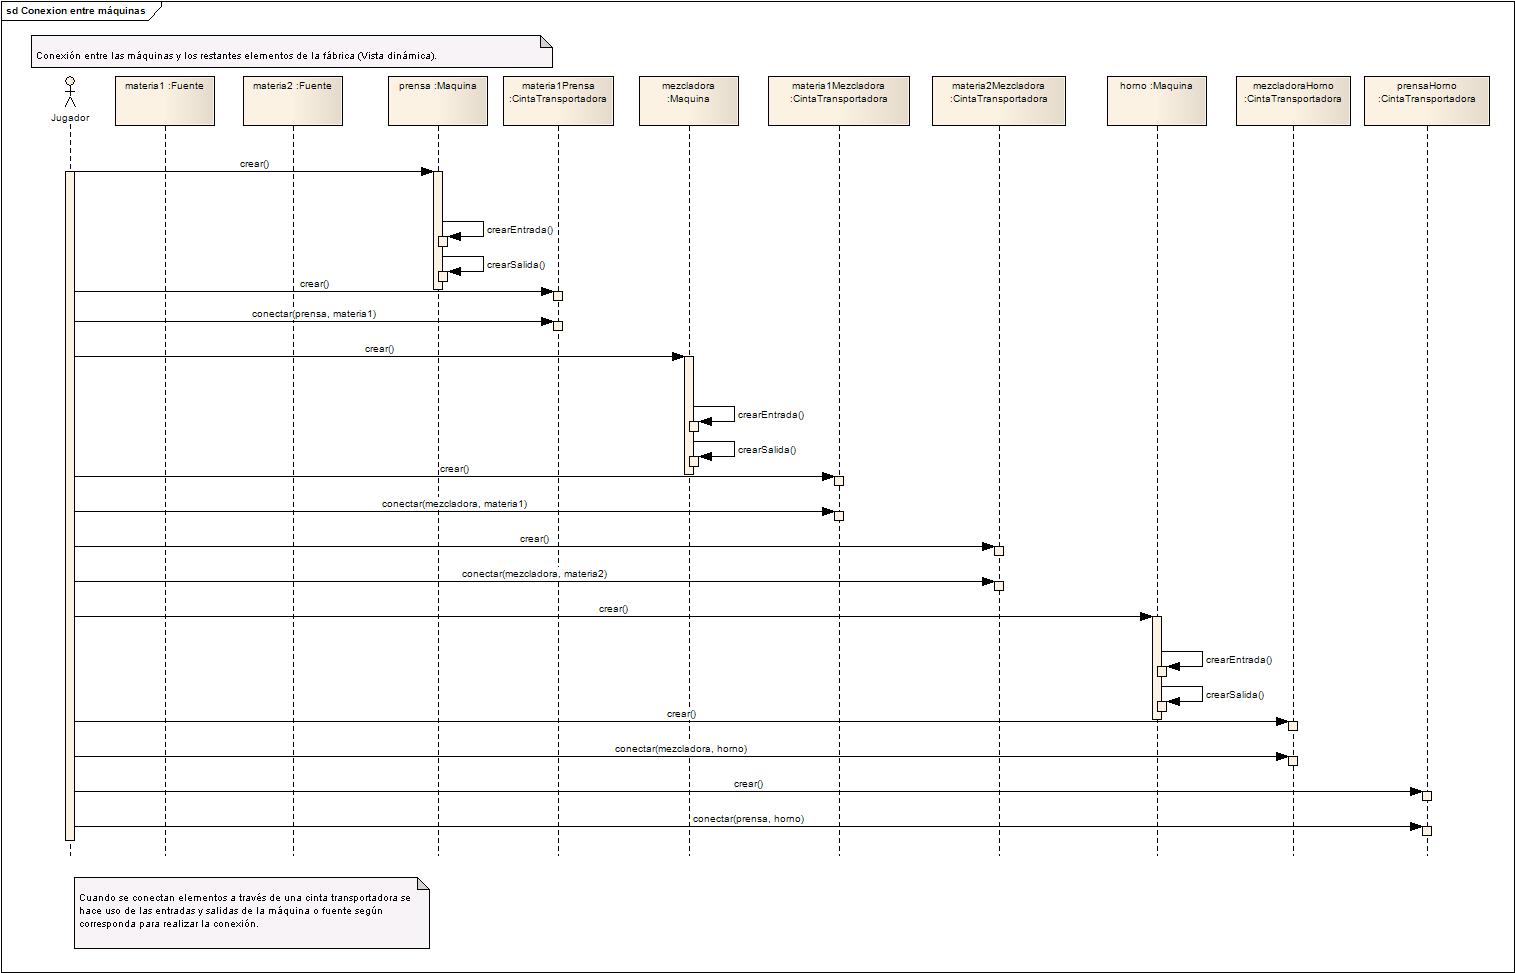 sd Conexion entre máquinas
Conexión entre las máquinas y los restantes elementos de la fábrica (Vista dinámica).
Jugador
materia1 :Fuente
materia2 :Fuente
prensa :Maquina
materia1Prensa
:CintaTransportadora
mezcladora
:Maquina
materia1Mezcladora
:CintaTransportadora
materia2Mezcladora
:CintaTransportadora
horno :Maquina
mezcladoraHorno
:CintaTransportadora
prensaHorno
:CintaTransportadora
crear()
crearEntrada()
crearSalida()
crear()
conectar(prensa, materia1)
crear()
crearEntrada()
crearSalida()
crear()
conectar(mezcladora, materia1)
crear()
conectar(mezcladora, materia2)
crear()
crearEntrada()
crearSalida()
crear()
conectar(mezcladora, horno)
crear()
conectar(prensa, horno)
Cuando se conectan elementos a través de una cinta transportadora se
hace uso de las entradas y salidas de la máquina o fuente según
corresponda para realizar la conexión.